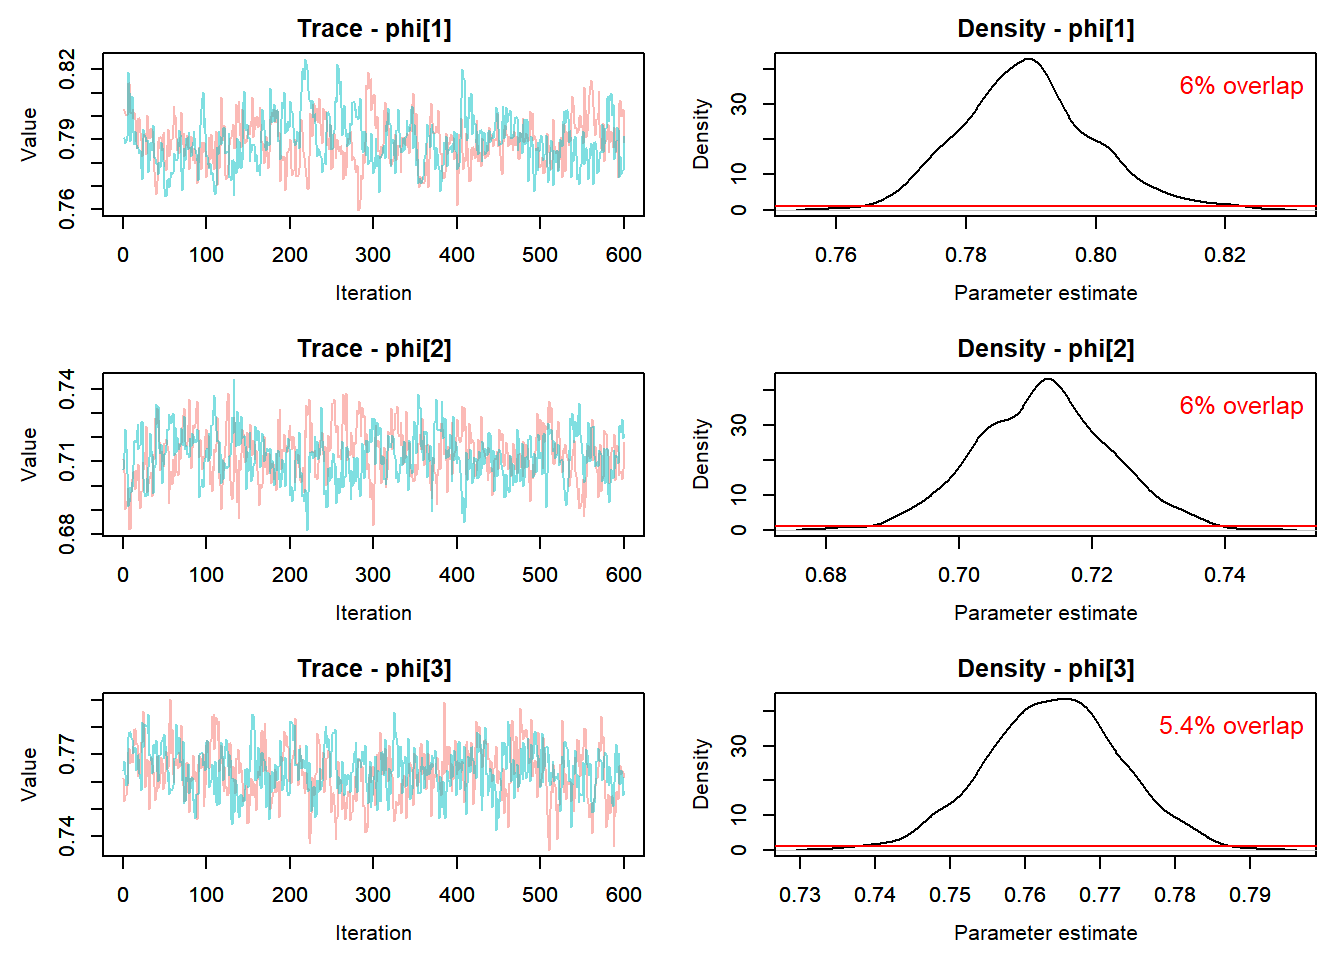 Trace - phi[1]
Value
0.76 0.79 0.82
0 100 200 300 400 500 600
Iteration
Density - phi[1]
6% overlap
Density
0 10 30
0.76 0.78 0.80 0.82
Parameter estimate
Trace - phi[2]
Value
0.68 0.71 0.74
0 100 200 300 400 500 600
Iteration
Density - phi[2]
6% overlap
Density
0 10 30
0.68 0.70 0.72 0.74
Parameter estimate
Trace - phi[3]
Value
0.74 0.77
0 100 200 300 400 500 600
Iteration
Density - phi[3]
5.4% overlap
Density
0 10 30
0.73 0.74 0.75 0.76 0.77 0.78 0.79
Parameter estimate